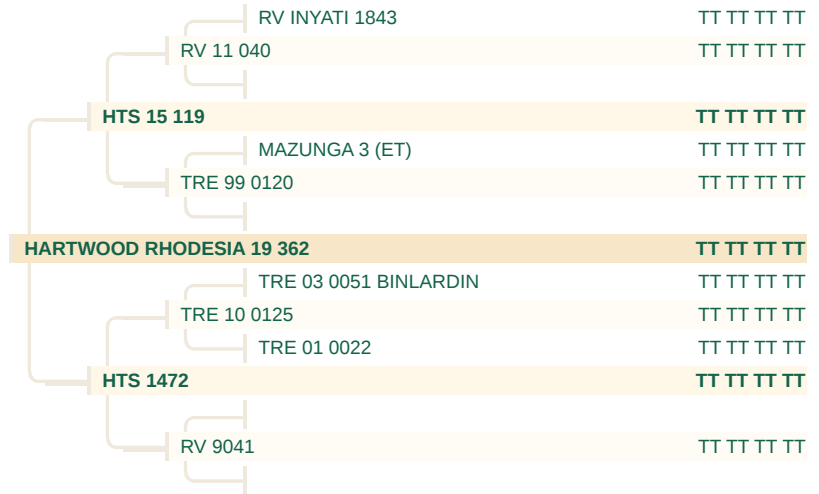 RV INYATI 1843 TT TT TT TT
RV 11 040 TT TT TT TT
HTS 15 119 TT TT TT TT
MAZUNGA 3 (ET) TT TT TT TT
TRE 99 0120 TT TT TT TT
HARTWOOD RHODESIA 19 362 TT TT TT TT
TRE 03 0051 BINLARDIN TT TT TT TT
TRE 10 0125 TT TT TT TT
TRE 01 0022 TT TT TT TT
HTS 1472 TT TT TT TT
RV 9041 TT TT TT TT